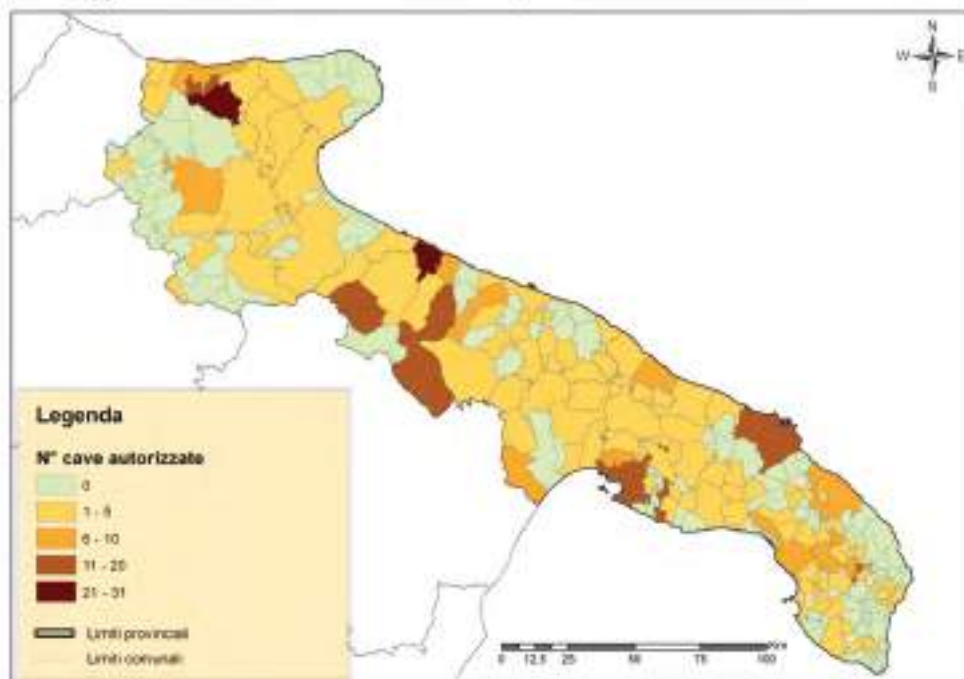 N
W E
S
Legenda
N° cave autorizzate
0
1 - 5
6 - 10
11 - 20
21 - 31
Limiti provinciali
Limiti comunali
Km
0 12,5 25 50 75 100